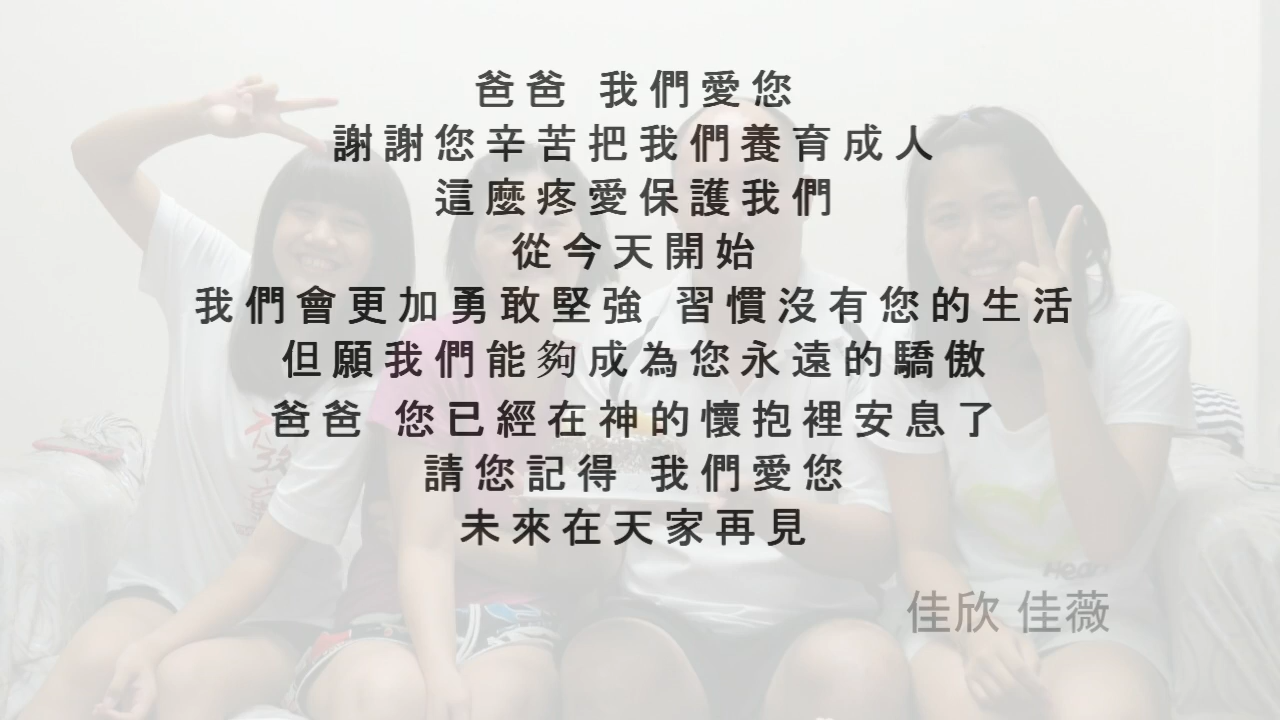 爸爸 我們愛您
謝謝您辛苦把我們養育成人
這麼疼愛保護我們
從今天開始
我們會更加勇敢堅強 習慣沒有您的生活
但願我們能夠成為您永遠的驕傲
爸爸 您已經在神的懷抱裡安息了
請您記得 我們愛您
未來在天家再見
佳欣 佳薇
Heart